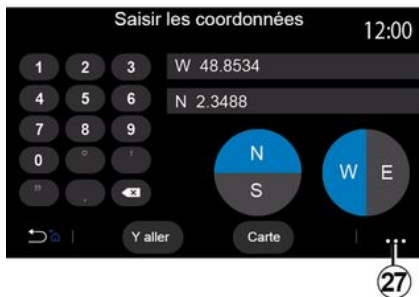 Saisir les coordonnées
12:00
1 2 3
W 48.8534
4 5 6
N 2.3488
7 8 9
0 ° '
" .
N
S
W E
Y aller
Carte
...
27